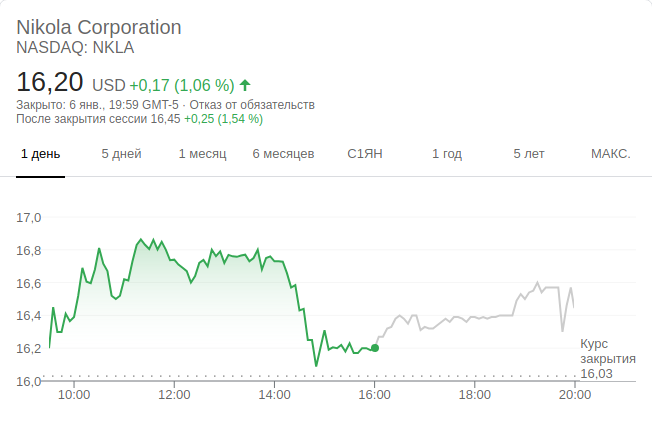 Nikola Corporation
NASDAQ: NKLA
16,20 USD +0,17 (1,06 %)
Закрыто: 6 янв., 19:59 GMT-5 · Отказ от обязательств
После закрытия сессии 16,45 +0,25 (1,54 %)
1 день 5 дней 1 месяц 6 месяцев С1ЯН 1 год 5 лет МАКС.
17,0
16,8
16,6
16,4
16,2
16,0
Курс
закрытия
16,03
10:00 12:00 14:00 16:00 18:00 20:00